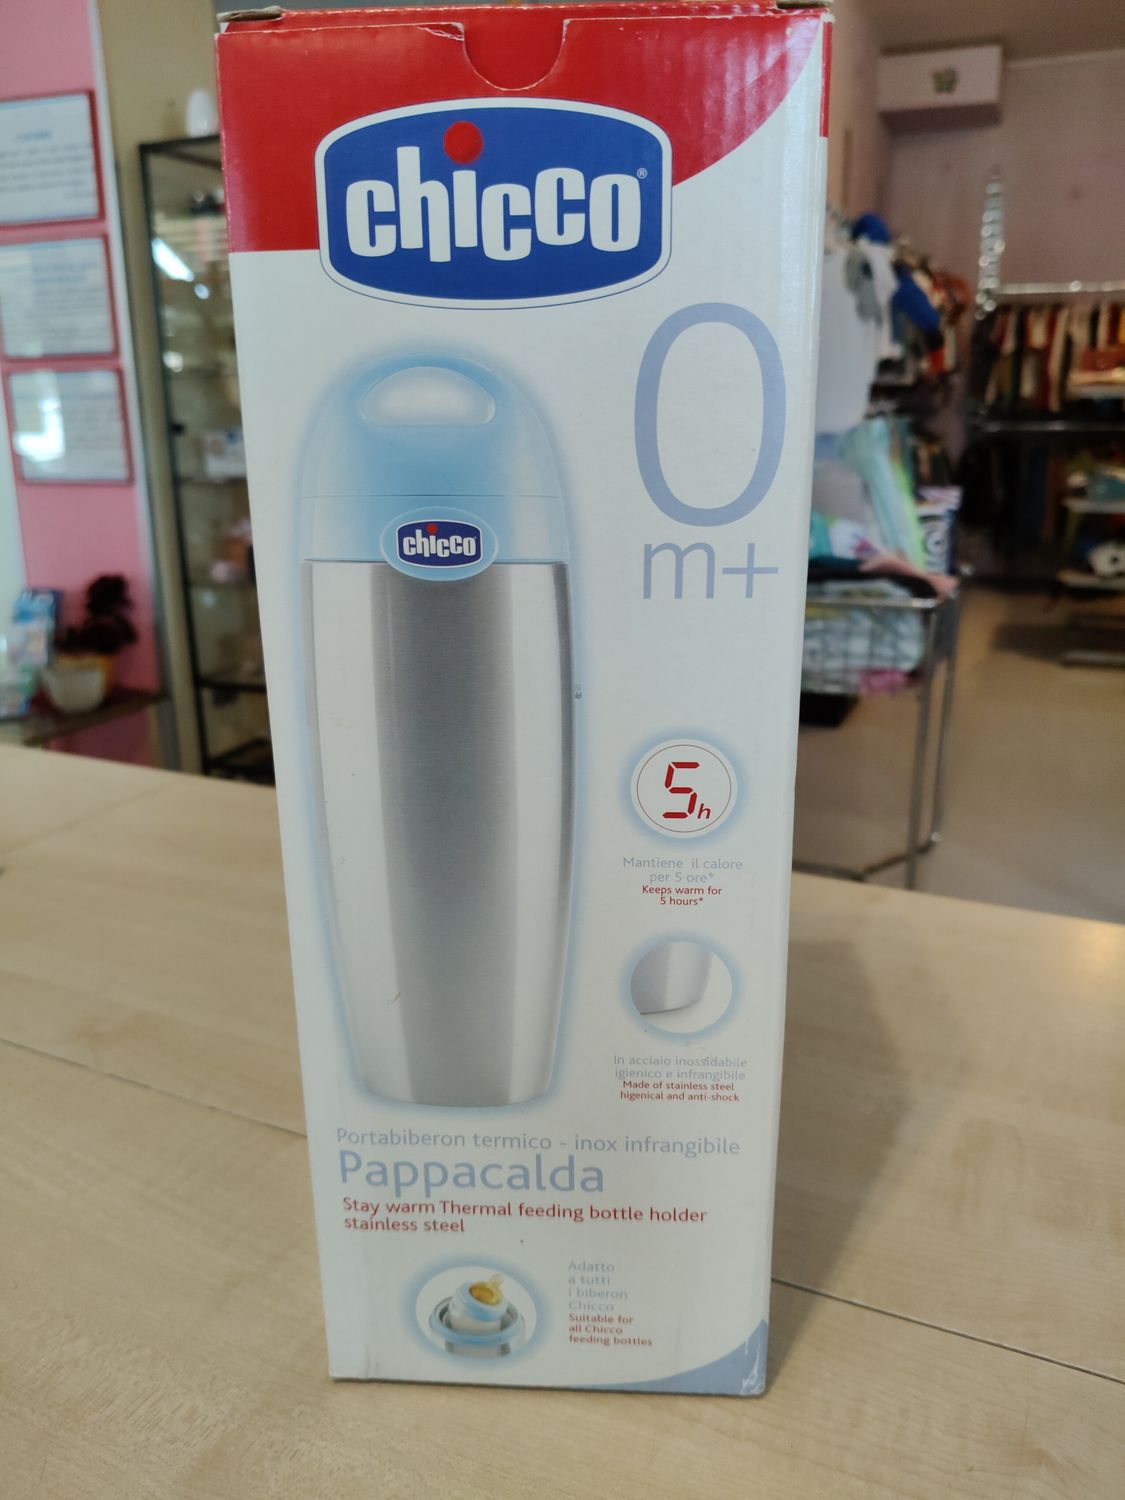 chicco®
0
m+
chicco
5h
Mantiene il calore
per 5 ore*
Keeps warm for
5 hours*
In acciaio inossidabile
igienico e infrangibile
Made of stainless steel
higenical and anti-shock
Portabiberon termico - inox infrangibile
Pappacalda
Stay warm Thermal feeding bottle holder
stainless steel
Adatto
a tutti
i biberon
Chicco
Suitable for
all Chicco
feeding bottles